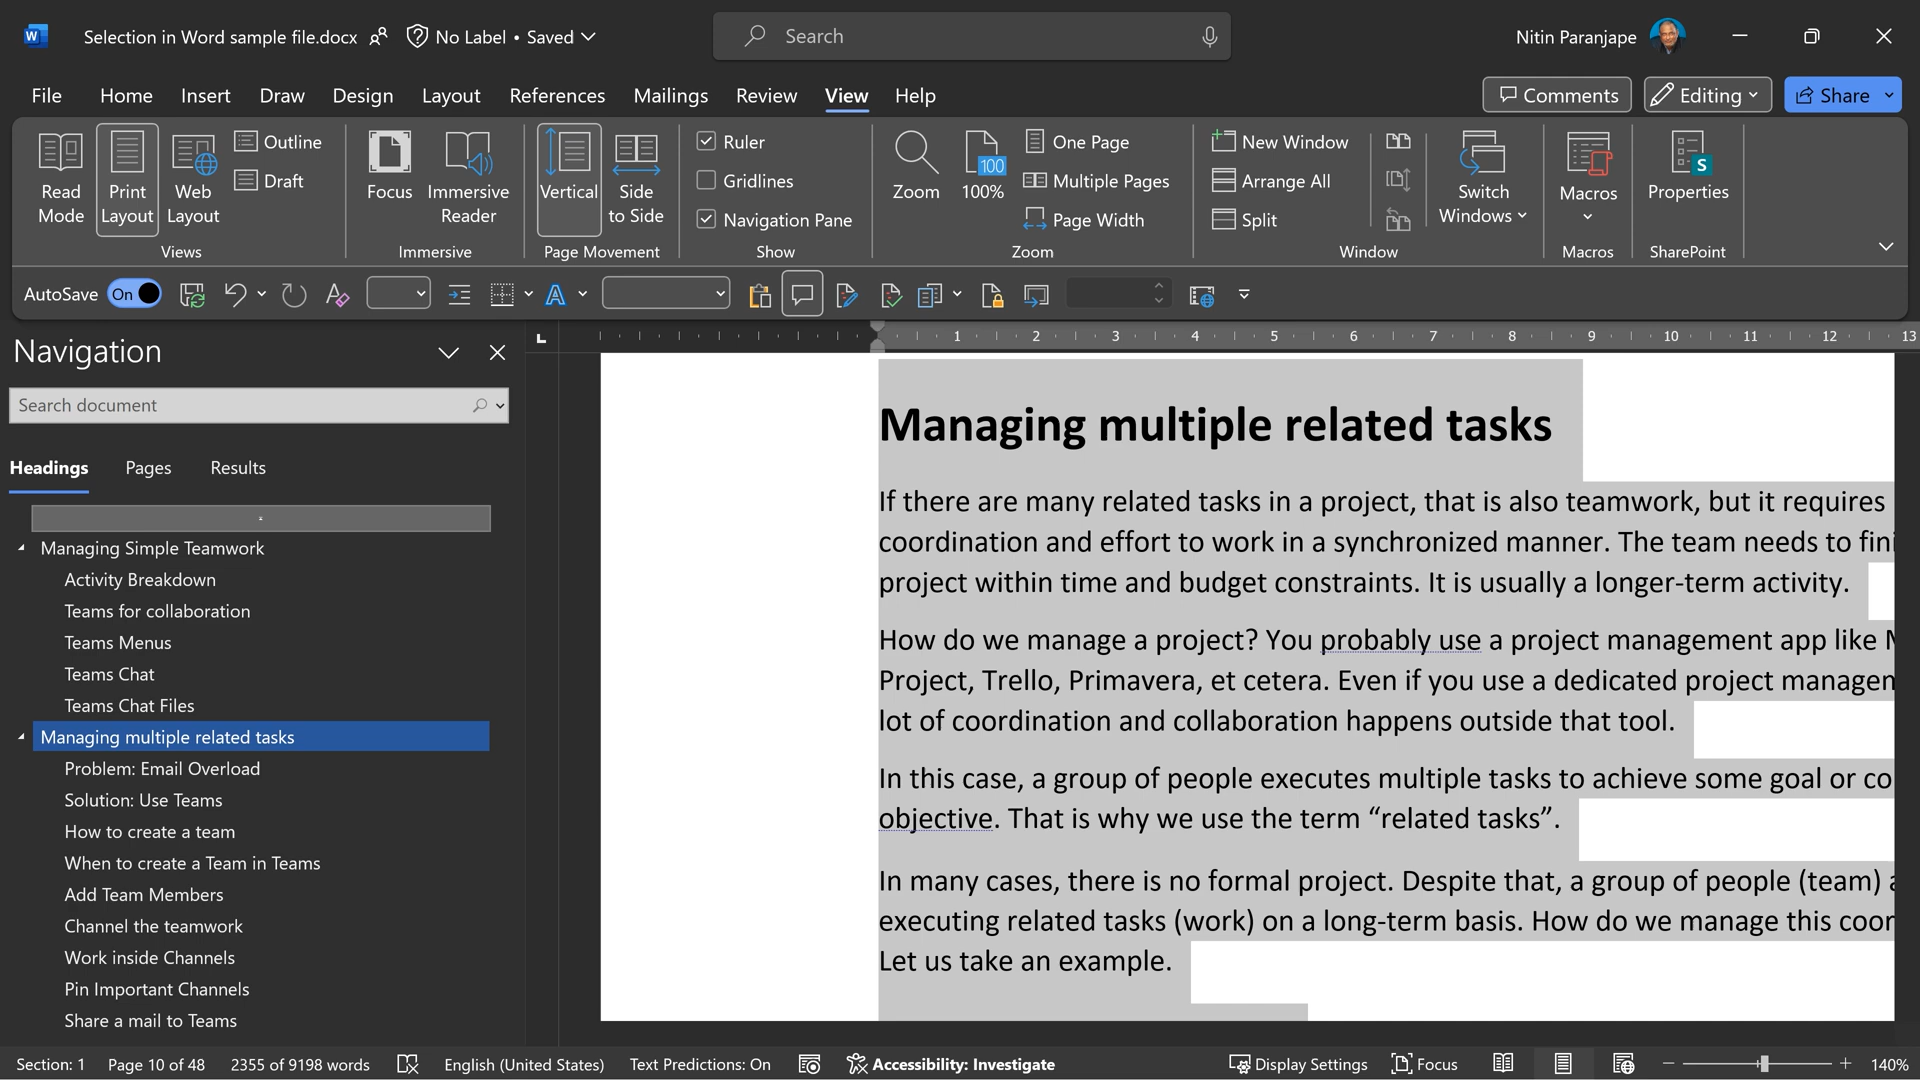 Selection in Word sample file.docx
No Label • Saved
Search
Nitin Paranjape
File Home Insert Draw Design Layout References Mailings Review View Help
Comments Editing Share
Read Mode
Print Layout
Web Layout
Outline
Draft
Views
Focus
Immersive Reader
Immersive
Vertical
Side to Side
Page Movement
Ruler
Gridlines
Navigation Pane
Show
Zoom
100
100%
One Page
Multiple Pages
Page Width
Zoom
New Window
Arrange All
Split
Switch Windows
Window
Macros
Macros
Properties
SharePoint
AutoSave On
Navigation
Search document
Headings Pages Results
Managing Simple Teamwork
Activity Breakdown
Teams for collaboration
Teams Menus
Teams Chat
Teams Chat Files
Managing multiple related tasks
Problem: Email Overload
Solution: Use Teams
How to create a team
When to create a Team in Teams
Add Team Members
Channel the teamwork
Work inside Channels
Pin Important Channels
Share a mail to Teams
1 2 3 4 5 6 7 8 9 10 11 12 13
Managing multiple related tasks
If there are many related tasks in a project, that is also teamwork, but it requires
coordination and effort to work in a synchronized manner. The team needs to fini
project within time and budget constraints. It is usually a longer-term activity.
How do we manage a project? You probably use a project management app like M
Project, Trello, Primavera, et cetera. Even if you use a dedicated project managem
lot of coordination and collaboration happens outside that tool.
In this case, a group of people executes multiple tasks to achieve some goal or co
objective. That is why we use the term “related tasks”.
In many cases, there is no formal project. Despite that, a group of people (team) a
executing related tasks (work) on a long-term basis. How do we manage this coor
Let us take an example.
Section: 1 Page 10 of 48 2355 of 9198 words English (United States) Text Predictions: On Accessibility: Investigate Display Settings Focus 140%